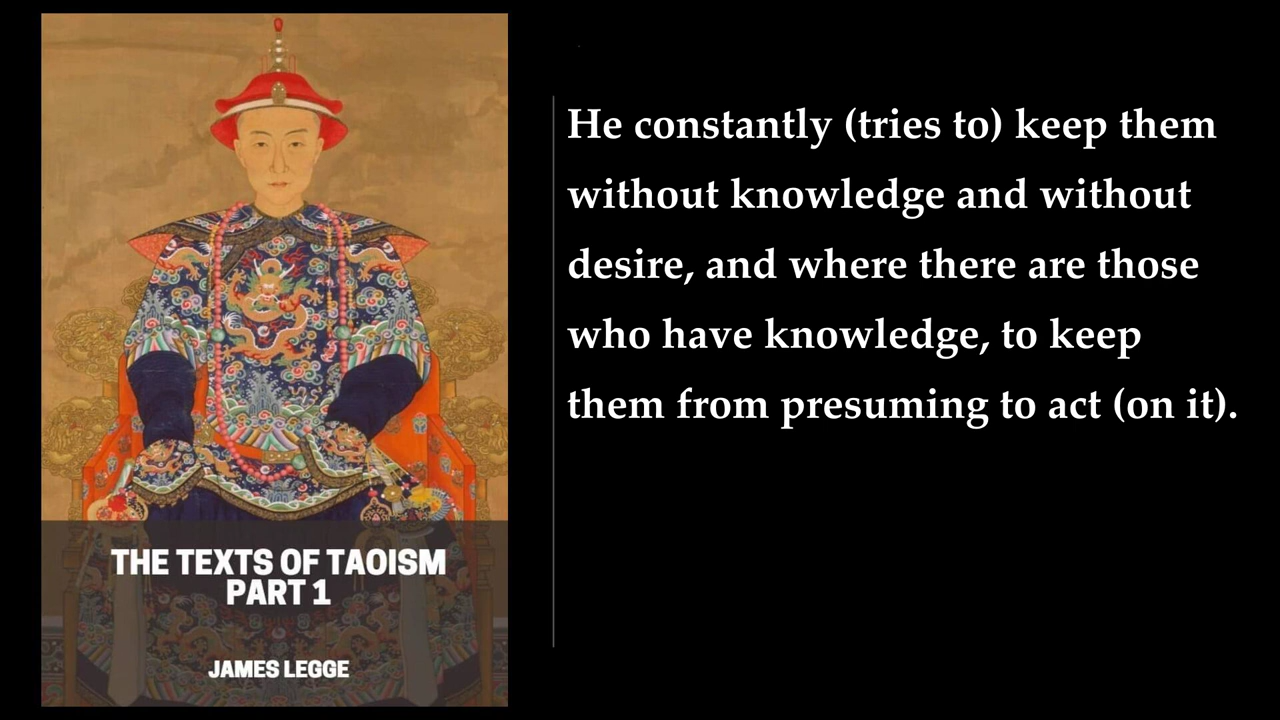 THE TEXTS OF TAOISM
PART 1
JAMES LEGGE
He constantly (tries to) keep them
without knowledge and without
desire, and where there are those
who have knowledge, to keep
them from presuming to act (on it).